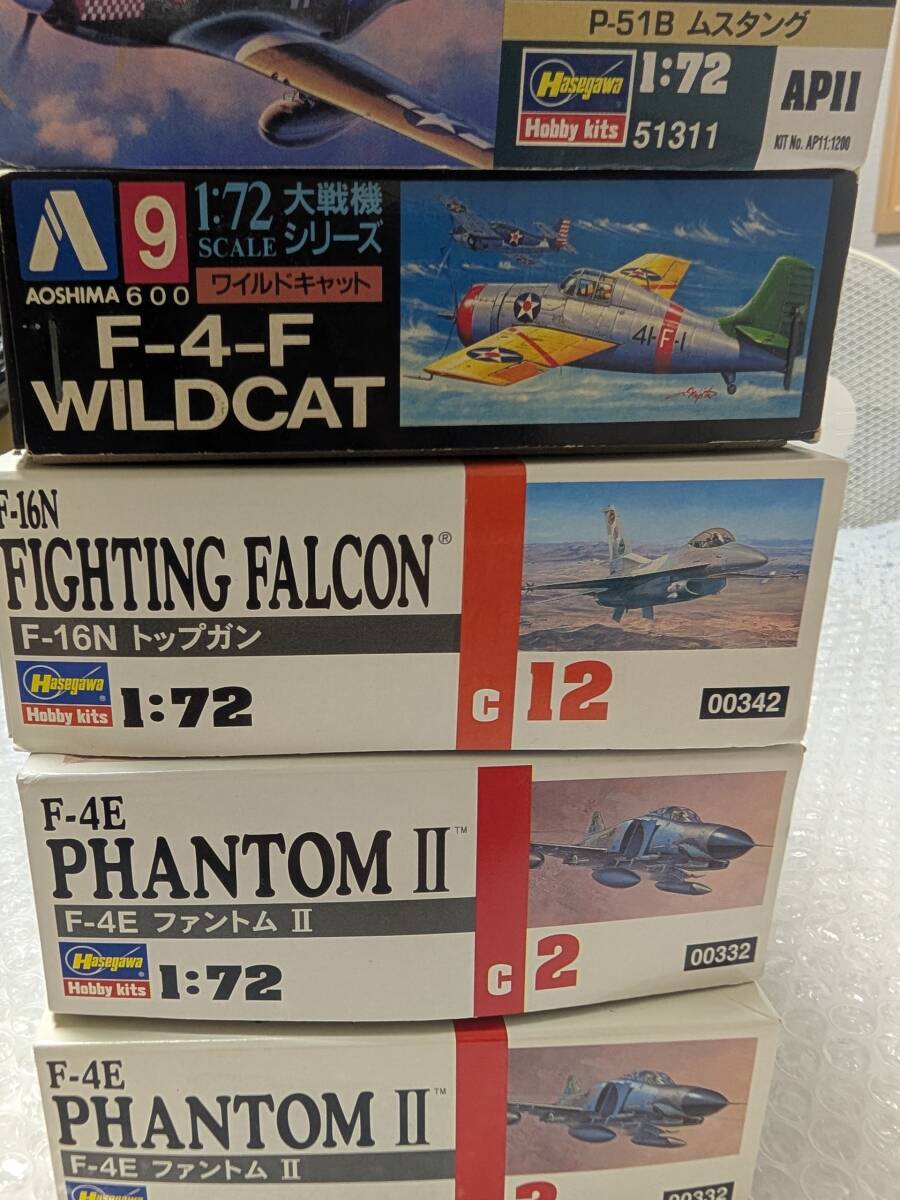 P-51B ムスタング
Hasegawa
Hobby kits
1:72
51311
AP11
KIT No. AP11:1200
A
AOSHIMA
9
600
1:72
SCALE
大戦機
シリーズ
ワイルドキャット
F-4-F
WILDCAT
41-F-1
F-16N
FIGHTING FALCON®
F-16N トップガン
Hasegawa®
Hobby kits
1:72
C 12
00342
F-4E
PHANTOM II™
F-4E ファントム II
Hasegawa®
Hobby kits
1:72
C 2
00332
F-4E
PHANTOM II™
F-4E ファントム II
Hasegawa
2
00332